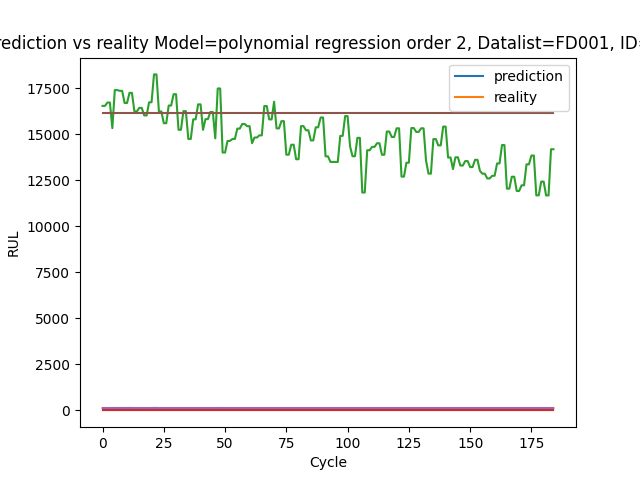 rediction vs reality Model=polynomial regression order 2, Datalist=FD001, ID=
prediction
reality
17500
15000
12500
10000
7500
5000
2500
0
RUL
0 25 50 75 100 125 150 175
Cycle